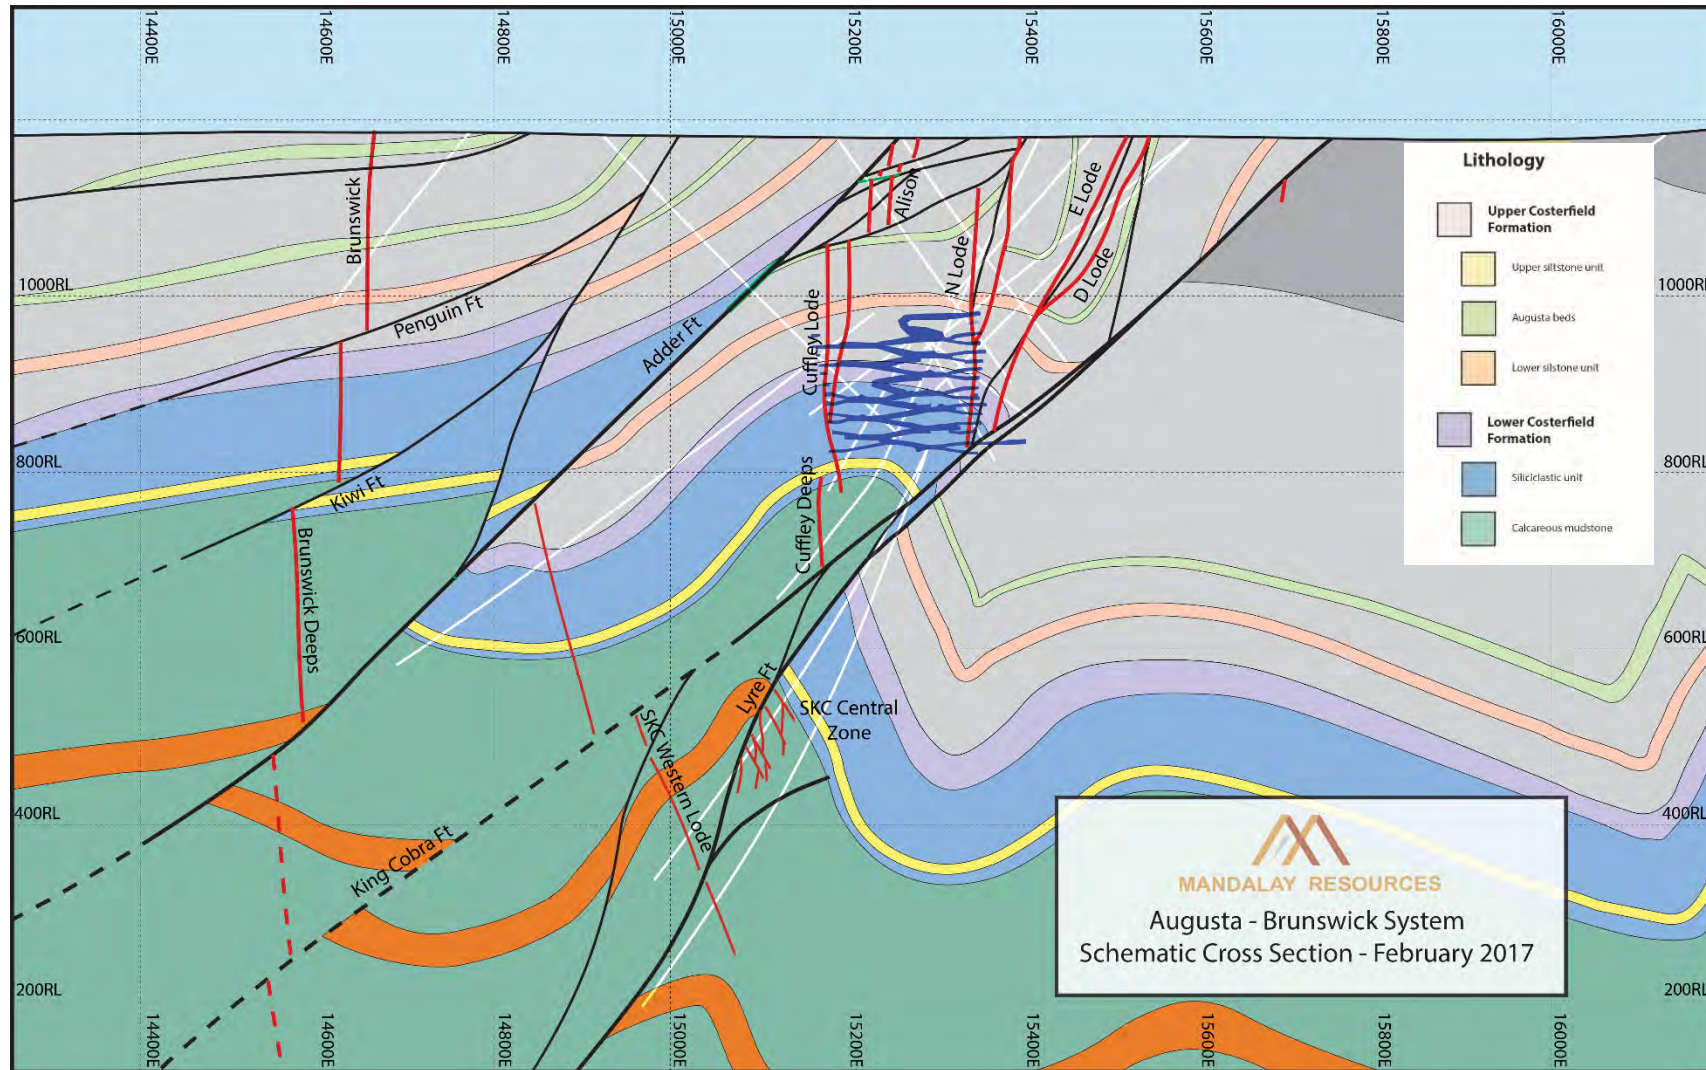 14400E
14600E
14800E
15000E
15200E
15400E
15600E
15800E
16000E
Lithology
Upper Costerfield
Formation
Upper siltstone unit
Augusta beds
Lower silstone unit
Lower Costerfield
Formation
Siliciclastic unit
Calcareous mudstone
Brunswick
Alison
E Lode
D Lode
N Lode
1000RL
1000RL
Penguin Ft
Adder Ft
Cuffley Lode
800RL
800RL
Kiwi Ft
Cuffley Deeps
Brunswick Deeps
600RL
600RL
Lyre Ft
SKC Central
Zone
SKC Western Lode
400RL
400RL
King Cobra Ft
MANDALAY RESOURCES
Augusta - Brunswick System
Schematic Cross Section - February 2017
200RL
200RL
14400E
14600E
14800E
15000E
15200E
15400E
15600E
15800E
16000E